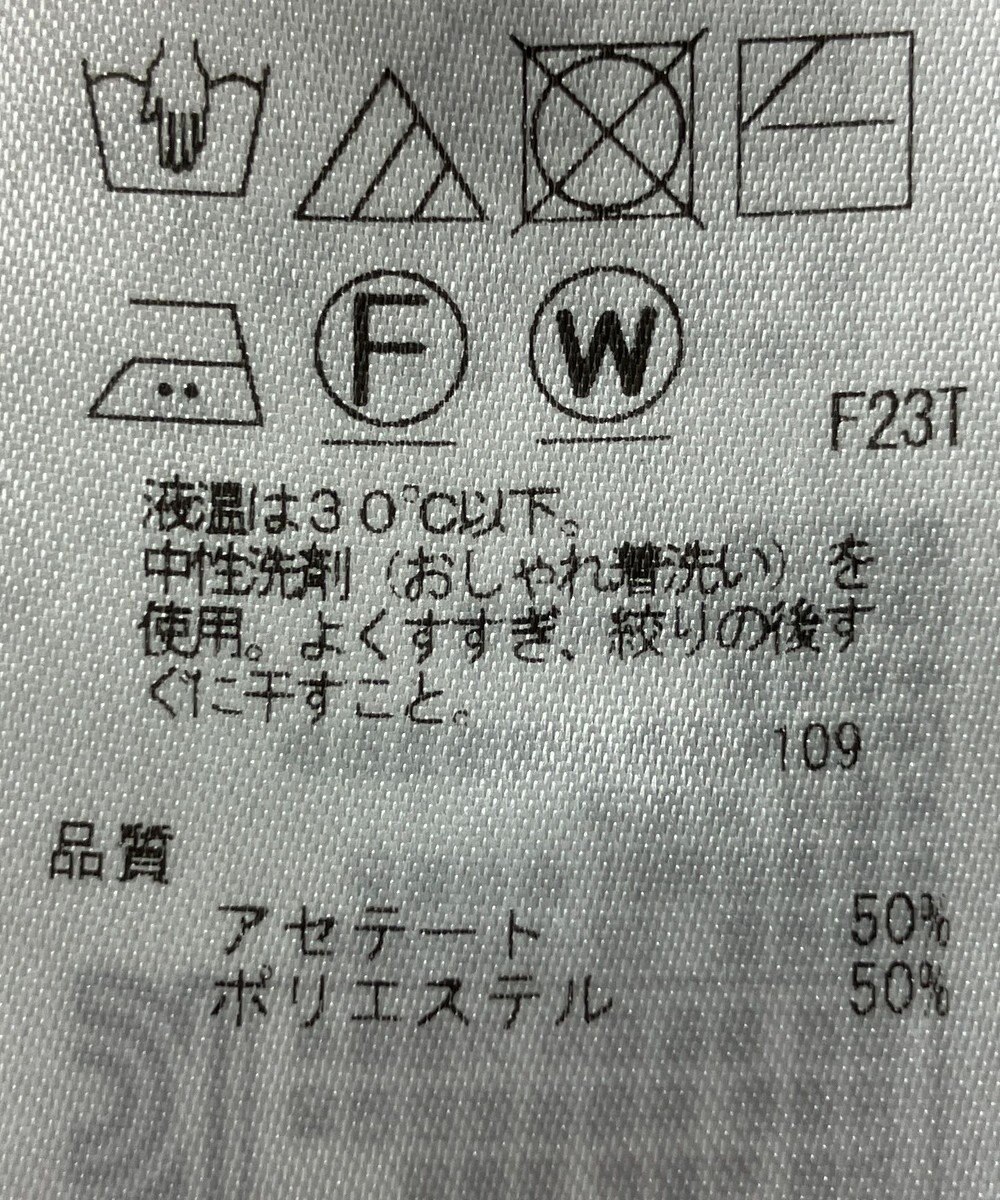 F
W
F23T
液温は30℃以下。
中性洗剤（おしゃれ着洗い）を
使用。よくすすぎ、絞りの後す
ぐに干すこと。
109
品質
アセテート 50%
ポリエステル 50%